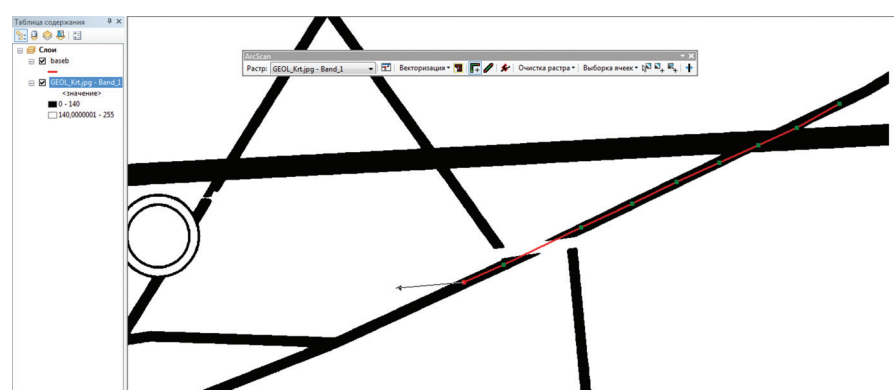 Таблица содержания
Слои
baseb
GEOL_Krt.jpg - Band_1
<значение>
0 - 140
140,0000001 - 255
ArcScan
Растр: GEOL_Krt.jpg - Band_1 Векторизация Очистка растра Выборка ячеек